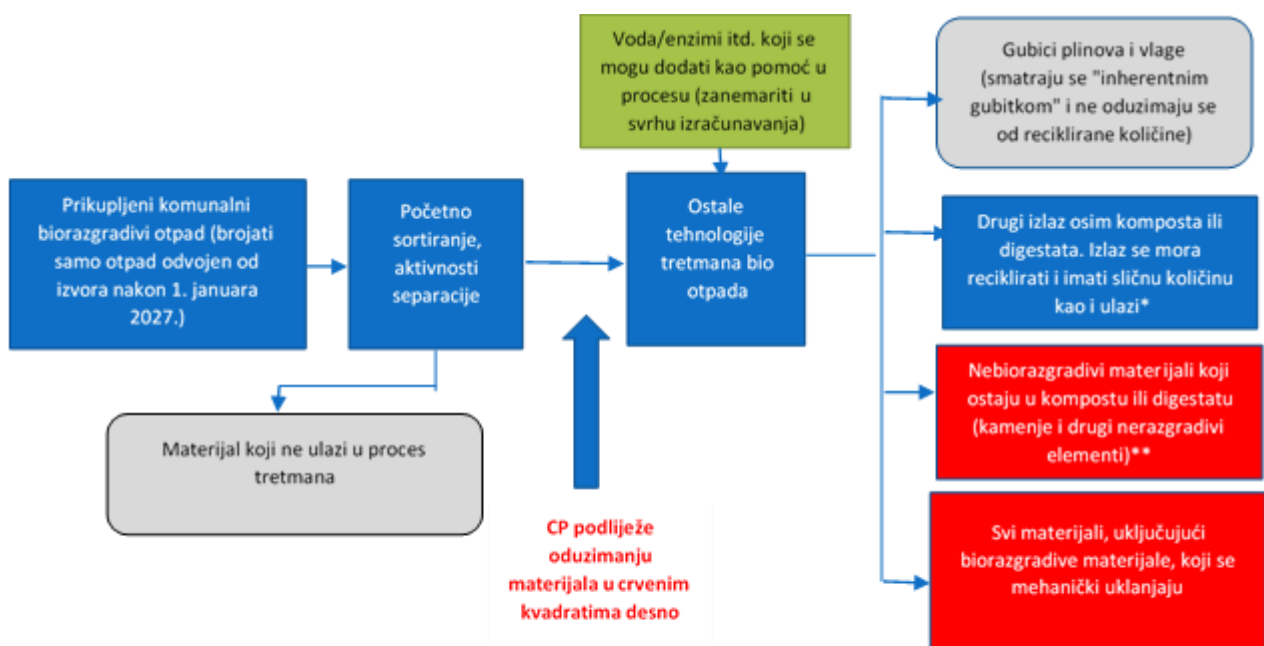 Voda/enzimi itd. koji se
mogu dodati kao pomoć u
procesu (zanemariti u
svrhu izračunavanja)
Gubici plinova i vlage
(smatraju se "inherentnim
gubitkom" i ne oduzimaju se
od reciklirane količine)
Prikupljeni komunalni
biorazgradivi otpad (brojati
samo otpad odvojen od
izvora nakon 1. januara
2027.)
Početno
sortiranje,
aktivnosti
separacije
Ostale
tehnologije
tretmana bio
otpada
Drugi izlaz osim komposta ili
digestata. Izlaz se mora
reciklirati i imati sličnu količinu
kao i ulazi*
Nebiorazgradivi materijali koji
ostaju u kompostu ili digestatu
(kamenje i drugi nerazgradivi
elementi)**
Materijal koji ne ulazi u proces
tretmana
CP podliježe
oduzimanju
materijala u crvenim
kvadratima desno
Svi materijali, uključujući
biorazgradive materijale, koji se
mehanički uklanjaju